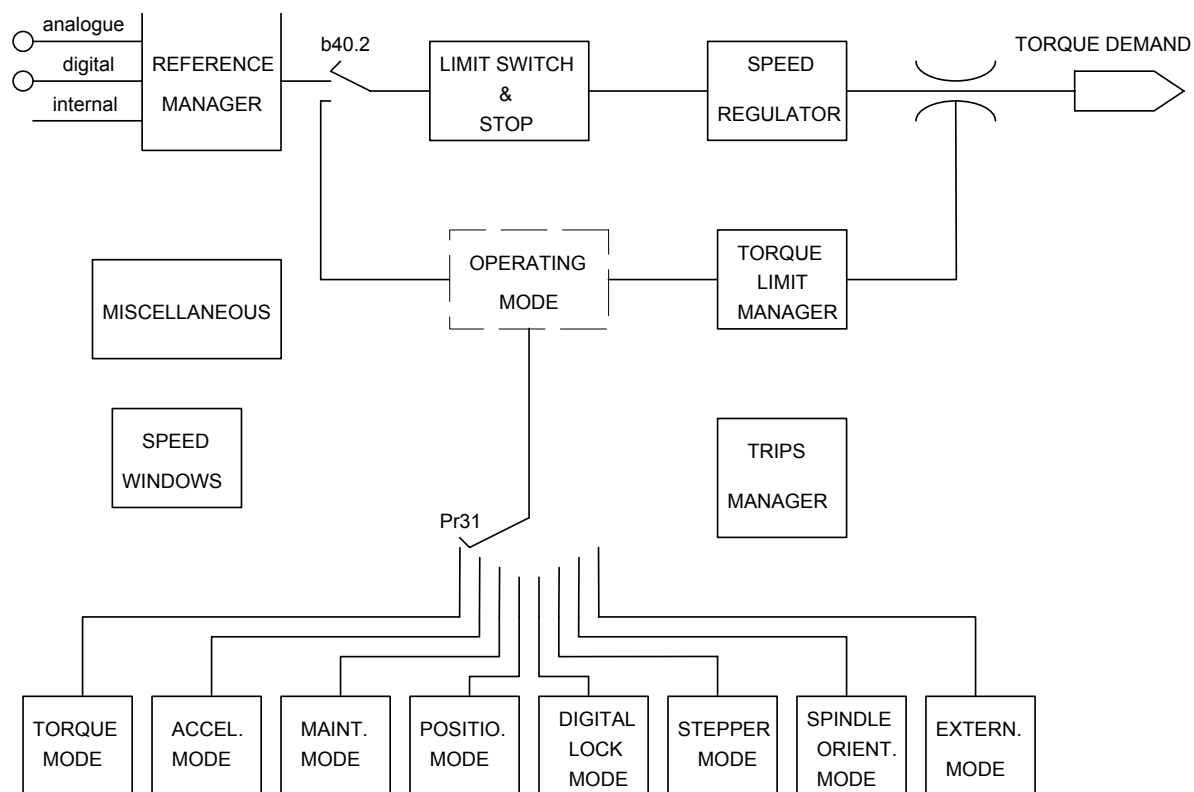 analogue
digital
internal
REFERENCE
MANAGER
b40.2
LIMIT SWITCH
&
STOP
SPEED
REGULATOR
TORQUE DEMAND
OPERATING
MODE
TORQUE
LIMIT
MANAGER
MISCELLANEOUS
SPEED
WINDOWS
TRIPS
MANAGER
Pr31
TORQUE
MODE
ACCEL.
MODE
MAINT.
MODE
POSITIO.
MODE
DIGITAL
LOCK
MODE
STEPPER
MODE
SPINDLE
ORIENT.
MODE
EXTERN.
MODE